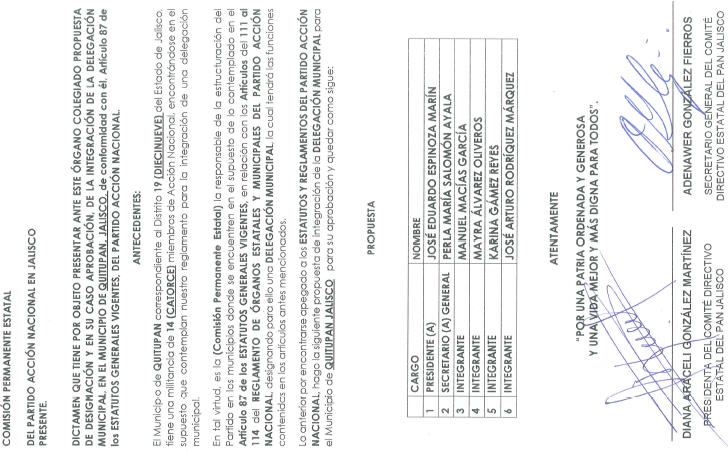 COMISIÓN PERMANENTE ESTATAL
DEL PARTIDO ACCIÓN NACIONAL EN JALISCO
PRESENTE.
DICTAMEN QUE TIENE POR OBJETO PRESENTAR ANTE ESTE ÓRGANO COLEGIADO PROPUESTA
DE DESIGNACIÓN Y EN SU CASO APROBACIÓN, DE LA INTEGRACIÓN DE LA DELEGACIÓN
MUNICIPAL, EN EL MUNICIPIO DE QUITUPAN, JALISCO, de conformidad con él. Artículo 87 de
los ESTATUTOS GENERALES VIGENTES, DEL PARTIDO ACCIÓN NACIONAL.
ANTECEDENTES:
El Municipio de QUITUPAN correspondiente al Distrito 19 (DIECINUEVE) del Estado de Jalisco,
tiene una militancia de 14 (CATORCE) miembros de Acción Nacional, encontrándose en el
supuesto que contemplan nuestro reglamento para la integración de una delegación
municipal.
En tal virtud, es la (Comisión Permanente Estatal) la responsable de la estructuración del
Partido en los municipios donde se encuentren en el supuesto de lo contemplado en el
Artículo 87 de los ESTATUTOS GENERALES VIGENTES, en relación con los Artículos del 111 al
114 del REGLAMENTO DE ÓRGANOS ESTATALES Y MUNICIPALES DEL PARTIDO ACCIÓN
NACIONAL, designando para ello una DELEGACIÓN MUNICIPAL, la cual tendrá las funciones
contenidas en los artículos antes mencionados.
Lo anterior por encontrarse apegado a los ESTATUTOS Y REGLAMENTOS DEL PARTIDO ACCIÓN
NACIONAL, hago la siguiente propuesta de integración de la DELEGACIÓN MUNICIPAL para
el Municipio de QUITUPAN JALISCO para su aprobación y quedar como sigue:
PROPUESTA
CARGO NOMBRE
1 PRESIDENTE (A) JOSÉ EDUARDO ESPINOZA MARÍN
2 SECRETARIO (A) GENERAL PERLA MARÍA SALOMÓN AYALA
3 INTEGRANTE MANUEL MACÍAS GARCÍA
4 INTEGRANTE MAYRA ÁLVAREZ OLIVEROS
5 INTEGRANTE KARINA GÁMEZ REYES
6 INTEGRANTE JOSÉ ARTURO RODRÍGUEZ MÁRQUEZ
ATENTAMENTE
"POR UNA PATRIA ORDENADA Y GENEROSA
Y UNA VIDA MEJOR Y MÁS DIGNA PARA TODOS".
DIANA ARACELI GONZÁLEZ MARTÍNEZ
PRESIDENTA DEL COMITÉ DIRECTIVO
ESTATAL DEL PAN JALISCO
ADENAWER GONZÁLEZ FIERROS
SECRETARIO GENERAL DEL COMITÉ
DIRECTIVO ESTATAL DEL PAN JALISCO